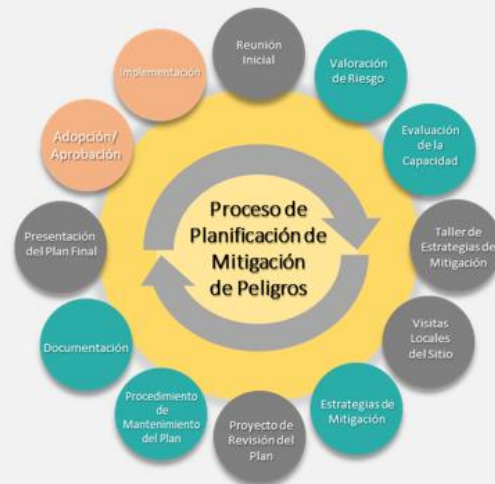 Reunión
Inicial
Valoración
de Riesgo
Evaluación
de la
Capacidad
Taller de
Estrategias de
Mitigación
Visitas
Locales
del Sitio
Estrategias de
Mitigación
Proyecto de
Revisión del
Plan
Procedimiento
de
Mantenimiento
del Plan
Documentación
Presentación
del Plan Final
Adopción/
Aprobación
Implementación
Proceso de
Planificación de
Mitigación
de Peligros